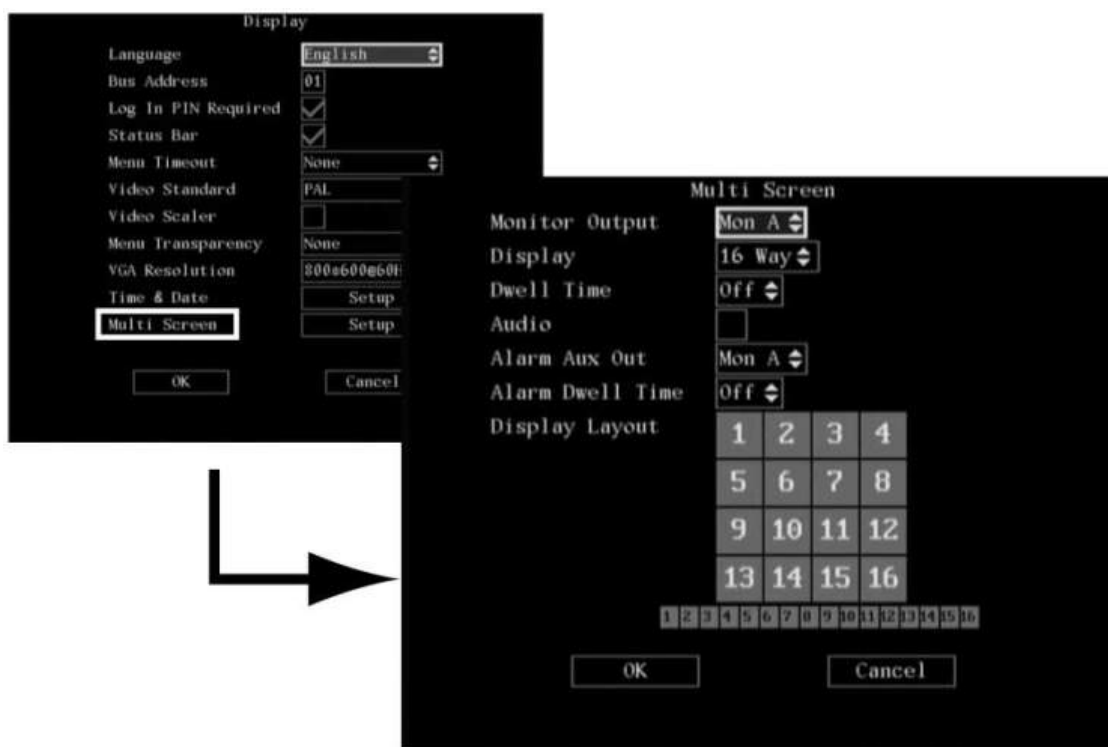 Display
Language English
Bus Address 01
Log In PIN Required
Status Bar
Menu Timeout None
Video Standard PAL
Video Scaler
Menu Transparency None
VGA Resolution 800x600@60H
Time & Date Setup
Multi Screen Setup
OK Cancel
Multi Screen
Monitor Output Mon A
Display 16 Way
Dwell Time Off
Audio
Alarm Aux Out Mon A
Alarm Dwell Time Off
Display Layout
1 2 3 4
5 6 7 8
9 10 11 12
13 14 15 16
1 2 3 4 5 6 7 8 9 10 11 12 13 14 15 16
OK Cancel